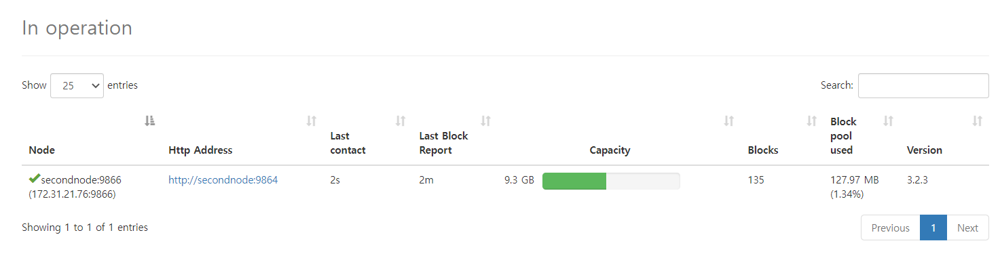 In operation
Show 25 entries
Search:
Node
Http Address
Last
contact
Last Block
Report
Capacity
Blocks
Block
pool
used
Version
secondnode:9866
(172.31.21.76:9866)
http://secondnode:9864
2s
2m
9.3 GB
135
127.97 MB
(1.34%)
3.2.3
Showing 1 to 1 of 1 entries
Previous 1 Next